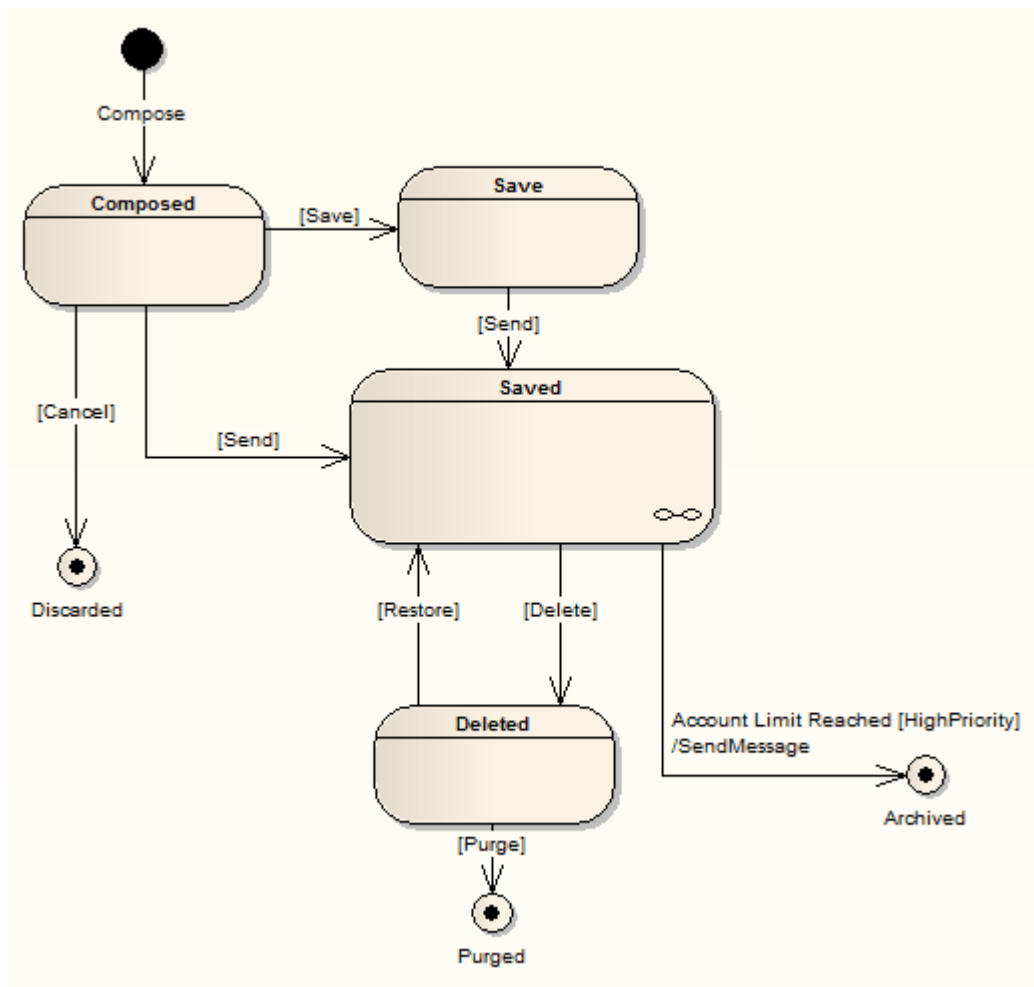 Compose
Composed
Save
[Save]
[Send]
Saved
[Cancel]
[Send]
Discarded
[Restore]
[Delete]
Deleted
Account Limit Reached [HighPriority]
/SendMessage
Archived
[Purge]
Purged